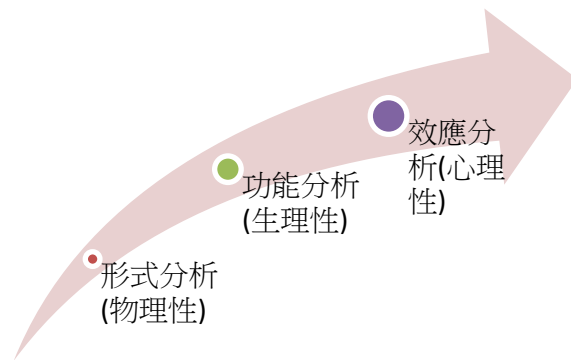 效應分
析(心理
性)
功能分析
(生理性)
形式分析
(物理性)